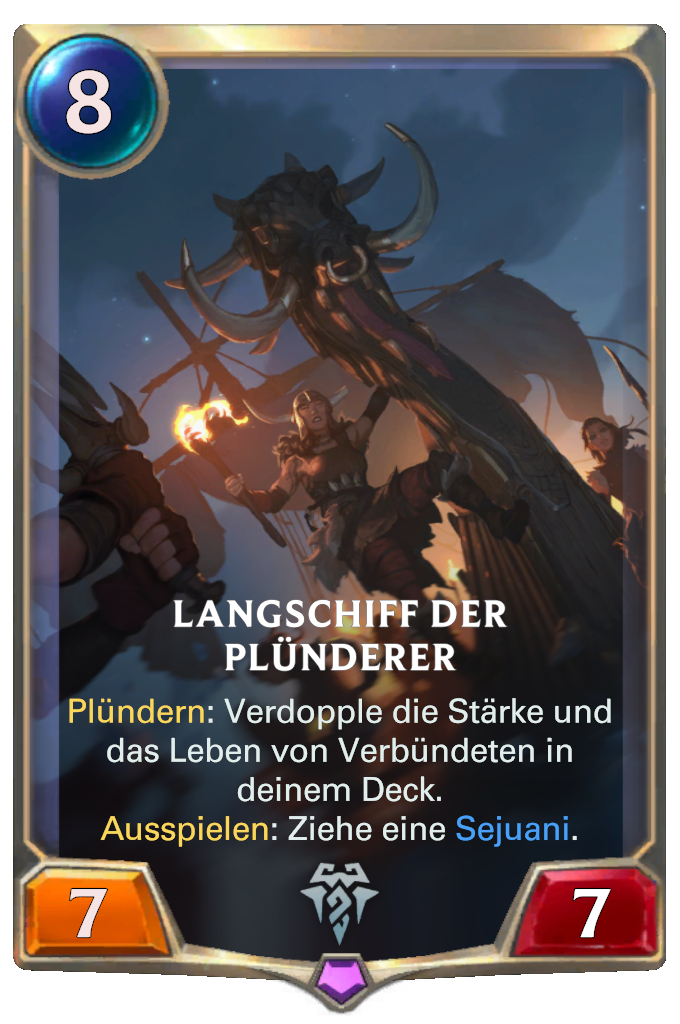 8
LANGSCHIFF DER
PLÜNDERER
Plündern: Verdopple die Stärke und
das Leben von Verbündeten in
deinem Deck.
Ausspielen: Ziehe eine Sejuani.
7 7